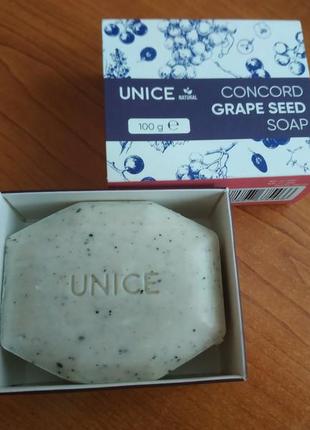 UNICE NATURAL
100 g ℮
CONCORD
GRAPE SEED
SOAP
UNICE